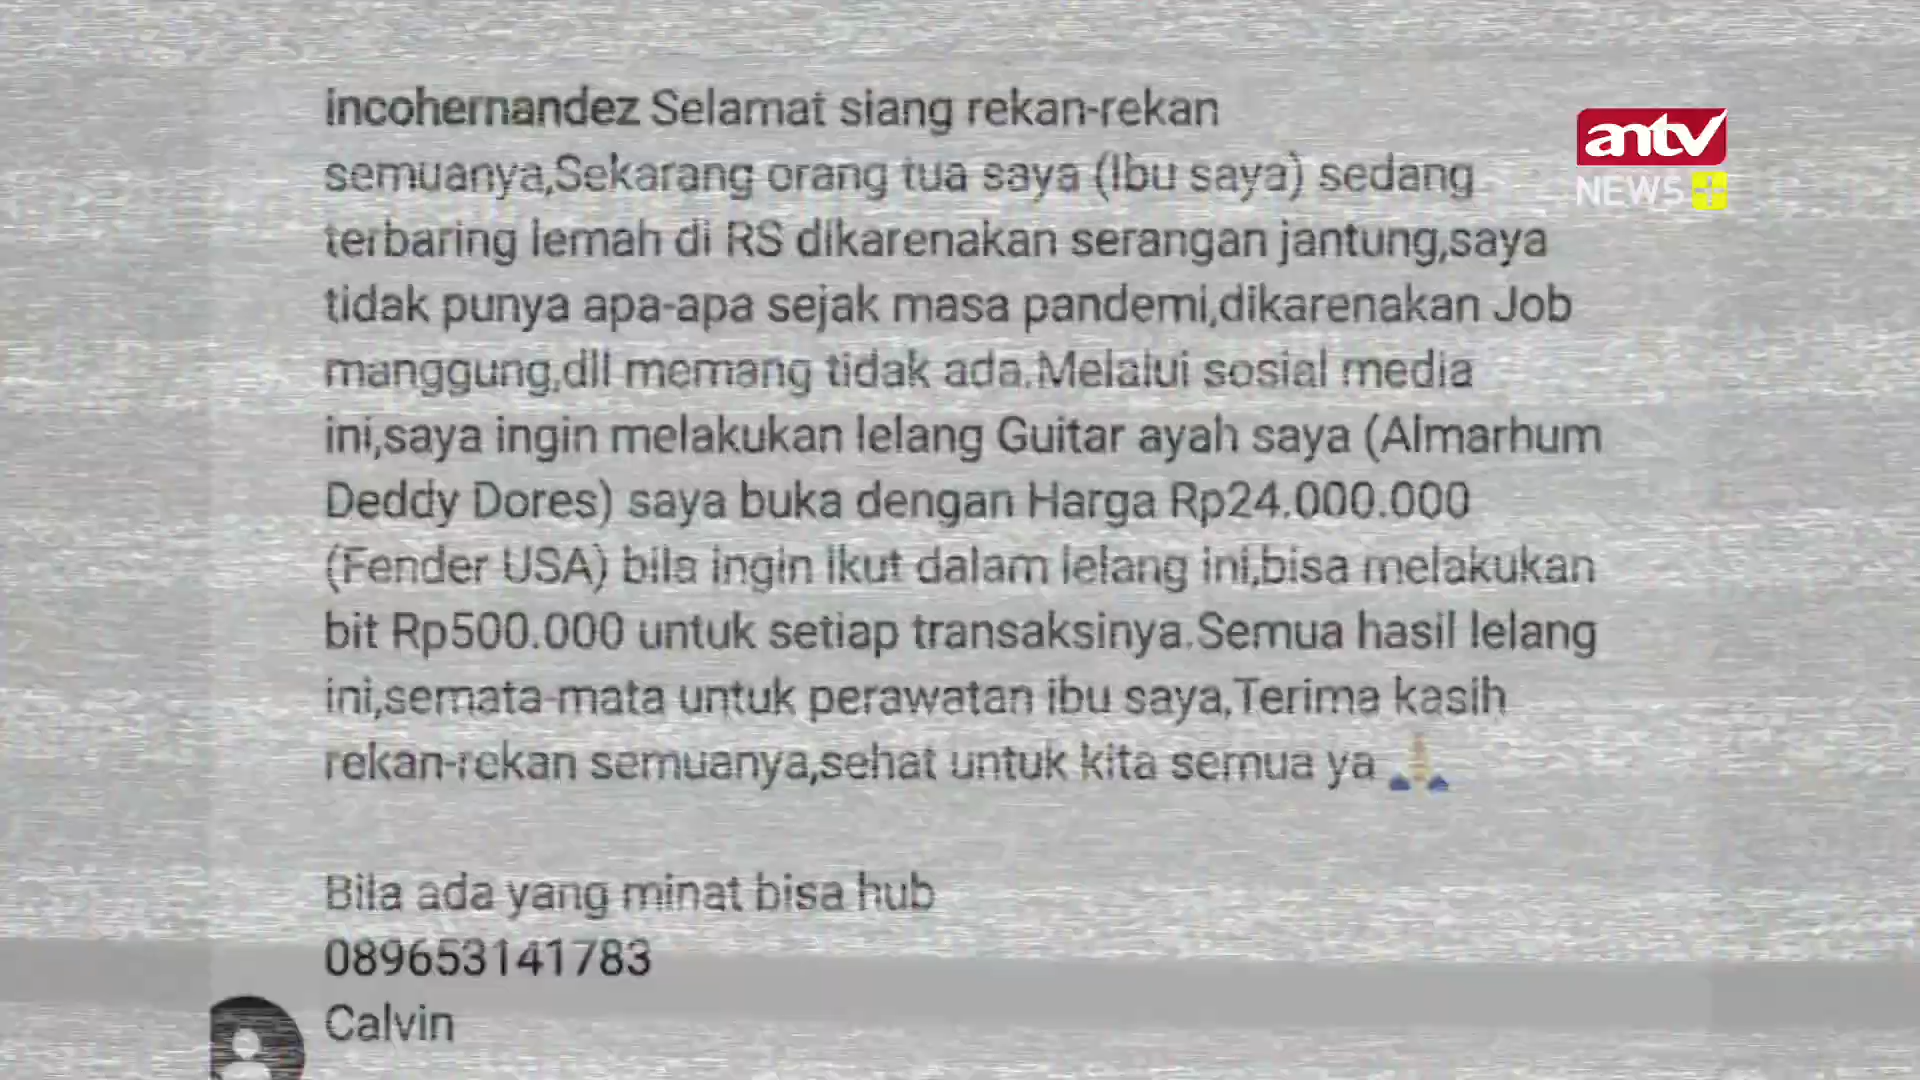 incohernandez Selamat siang rekan-rekan
semuanya,Sekarang orang tua saya (Ibu saya) sedang
terbaring lemah di RS dikarenakan serangan jantung,saya
tidak punya apa-apa sejak masa pandemi,dikarenakan Job
manggung,dll memang tidak ada.Melalui sosial media
ini,saya ingin melakukan lelang Guitar ayah saya (Almarhum
Deddy Dores) saya buka dengan Harga Rp24.000.000
(Fender USA) bila ingin ikut dalam lelang ini,bisa melakukan
bit Rp500.000 untuk setiap transaksinya.Semua hasil lelang
ini,semata-mata untuk perawatan ibu saya,Terima kasih
rekan-rekan semuanya,sehat untuk kita semua ya 🙏
Bila ada yang minat bisa hub
089653141783
Calvin
antv
NEWS+